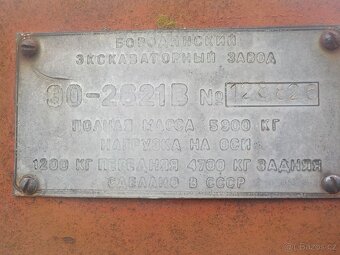 БОРОДЯНСКИЙ
ЭКСКАВАТОРНЫЙ ЗАВОД
ЭО-2621В №
ПОЛНАЯ МАССА 5900 КГ
НАГРУЗКА НА ОСИ
1200 КГ ПЕРЕДНЯЯ 4700 КГ ЗАДНЯЯ
СДЕЛАНО В СССР